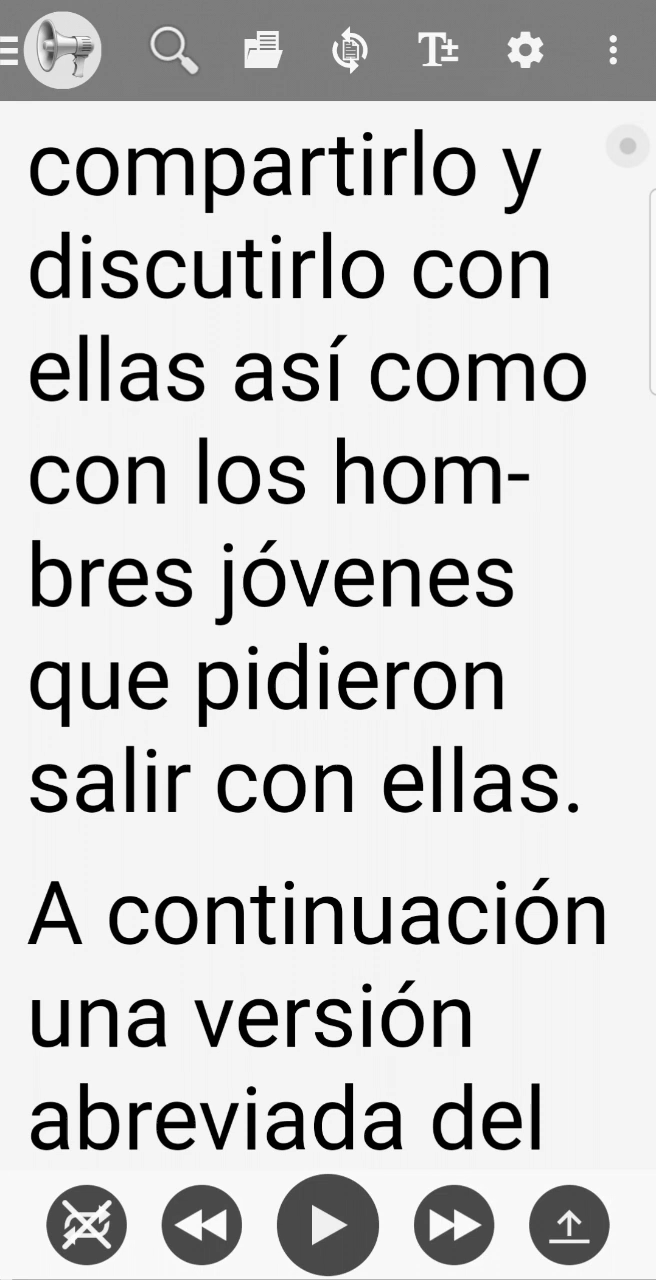 compartirlo y
discutirlo con
ellas así como
con los hom-
bres jóvenes
que pidieron
salir con ellas.
A continuación
una versión
abreviada del